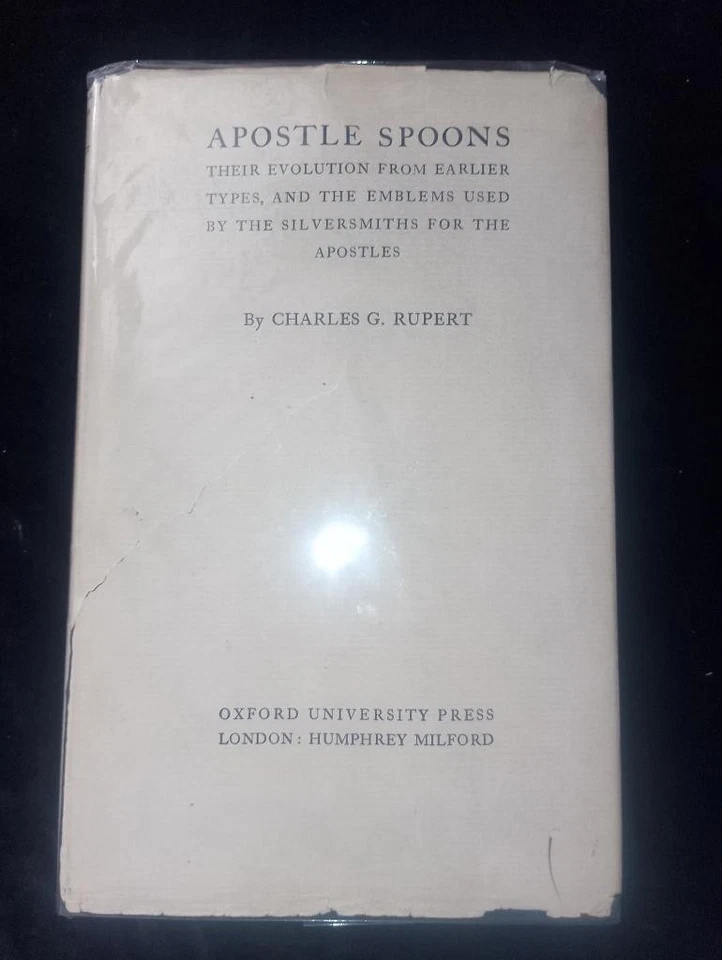 APOSTLE SPOONS
THEIR EVOLUTION FROM EARLIER
TYPES, AND THE EMBLEMS USED
BY THE SILVERSMITHS FOR THE
APOSTLES
By CHARLES G. RUPERT
OXFORD UNIVERSITY PRESS
LONDON: HUMPHREY MILFORD